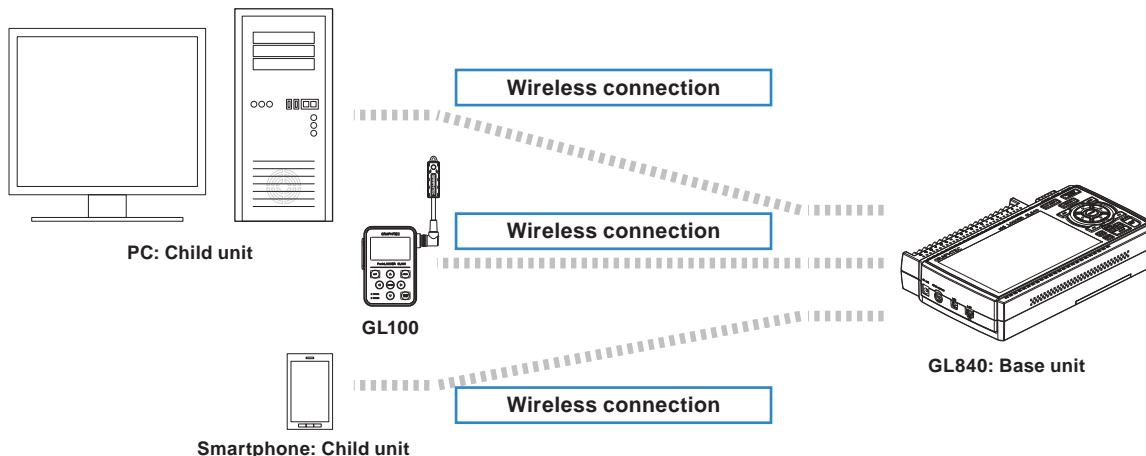 Wireless connection
PC: Child unit
Wireless connection
GL100
GL840: Base unit
Wireless connection
Smartphone: Child unit